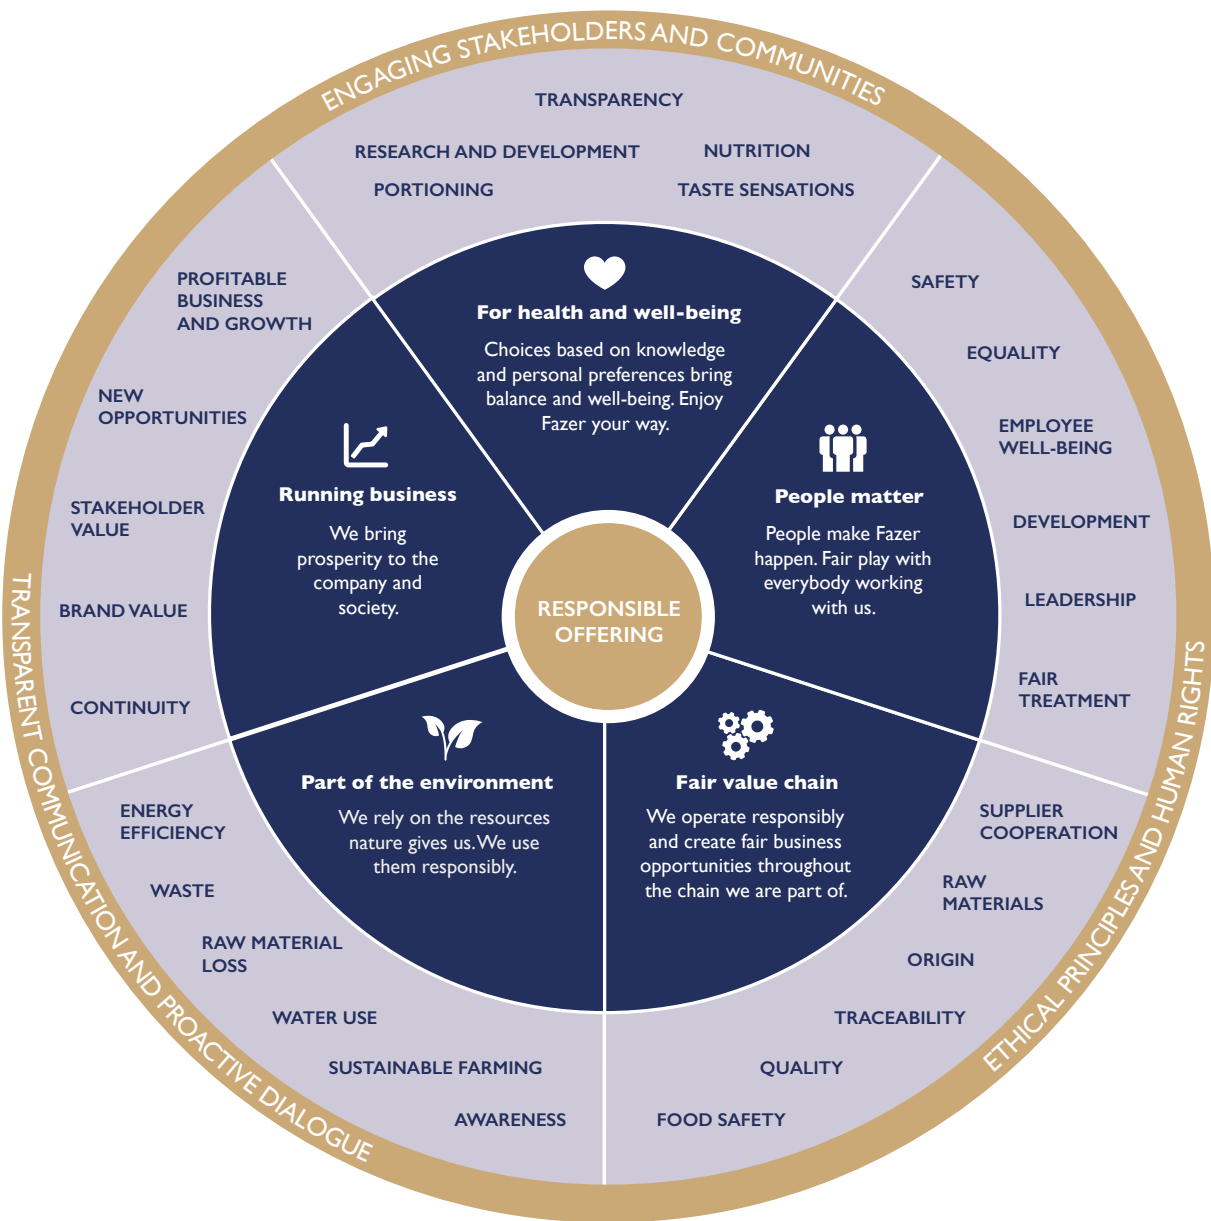 ENGAGING STAKEHOLDERS AND COMMUNITIES
TRANSPARENCY
RESEARCH AND DEVELOPMENT
NUTRITION
PORTIONING
TASTE SENSATIONS
For health and well-being
Choices based on knowledge
and personal preferences bring
balance and well-being. Enjoy
Fazer your way.
SAFETY
EQUALITY
EMPLOYEE
WELL-BEING
DEVELOPMENT
LEADERSHIP
FAIR
TREATMENT
People matter
People make Fazer
happen. Fair play with
everybody working
with us.
ETHICAL PRINCIPLES AND HUMAN RIGHTS
SUPPLIER
COOPERATION
RAW
MATERIALS
ORIGIN
TRACEABILITY
QUALITY
FOOD SAFETY
Fair value chain
We operate responsibly
and create fair business
opportunities throughout
the chain we are part of.
Part of the environment
We rely on the resources
nature gives us. We use
them responsibly.
ENERGY
EFFICIENCY
WASTE
RAW MATERIAL
LOSS
WATER USE
SUSTAINABLE FARMING
AWARENESS
TRANSPARENT COMMUNICATION AND PROACTIVE DIALOGUE
PROFITABLE
BUSINESS
AND GROWTH
NEW
OPPORTUNITIES
STAKEHOLDER
VALUE
BRAND VALUE
CONTINUITY
Running business
We bring
prosperity to the
company and
society.
RESPONSIBLE
OFFERING